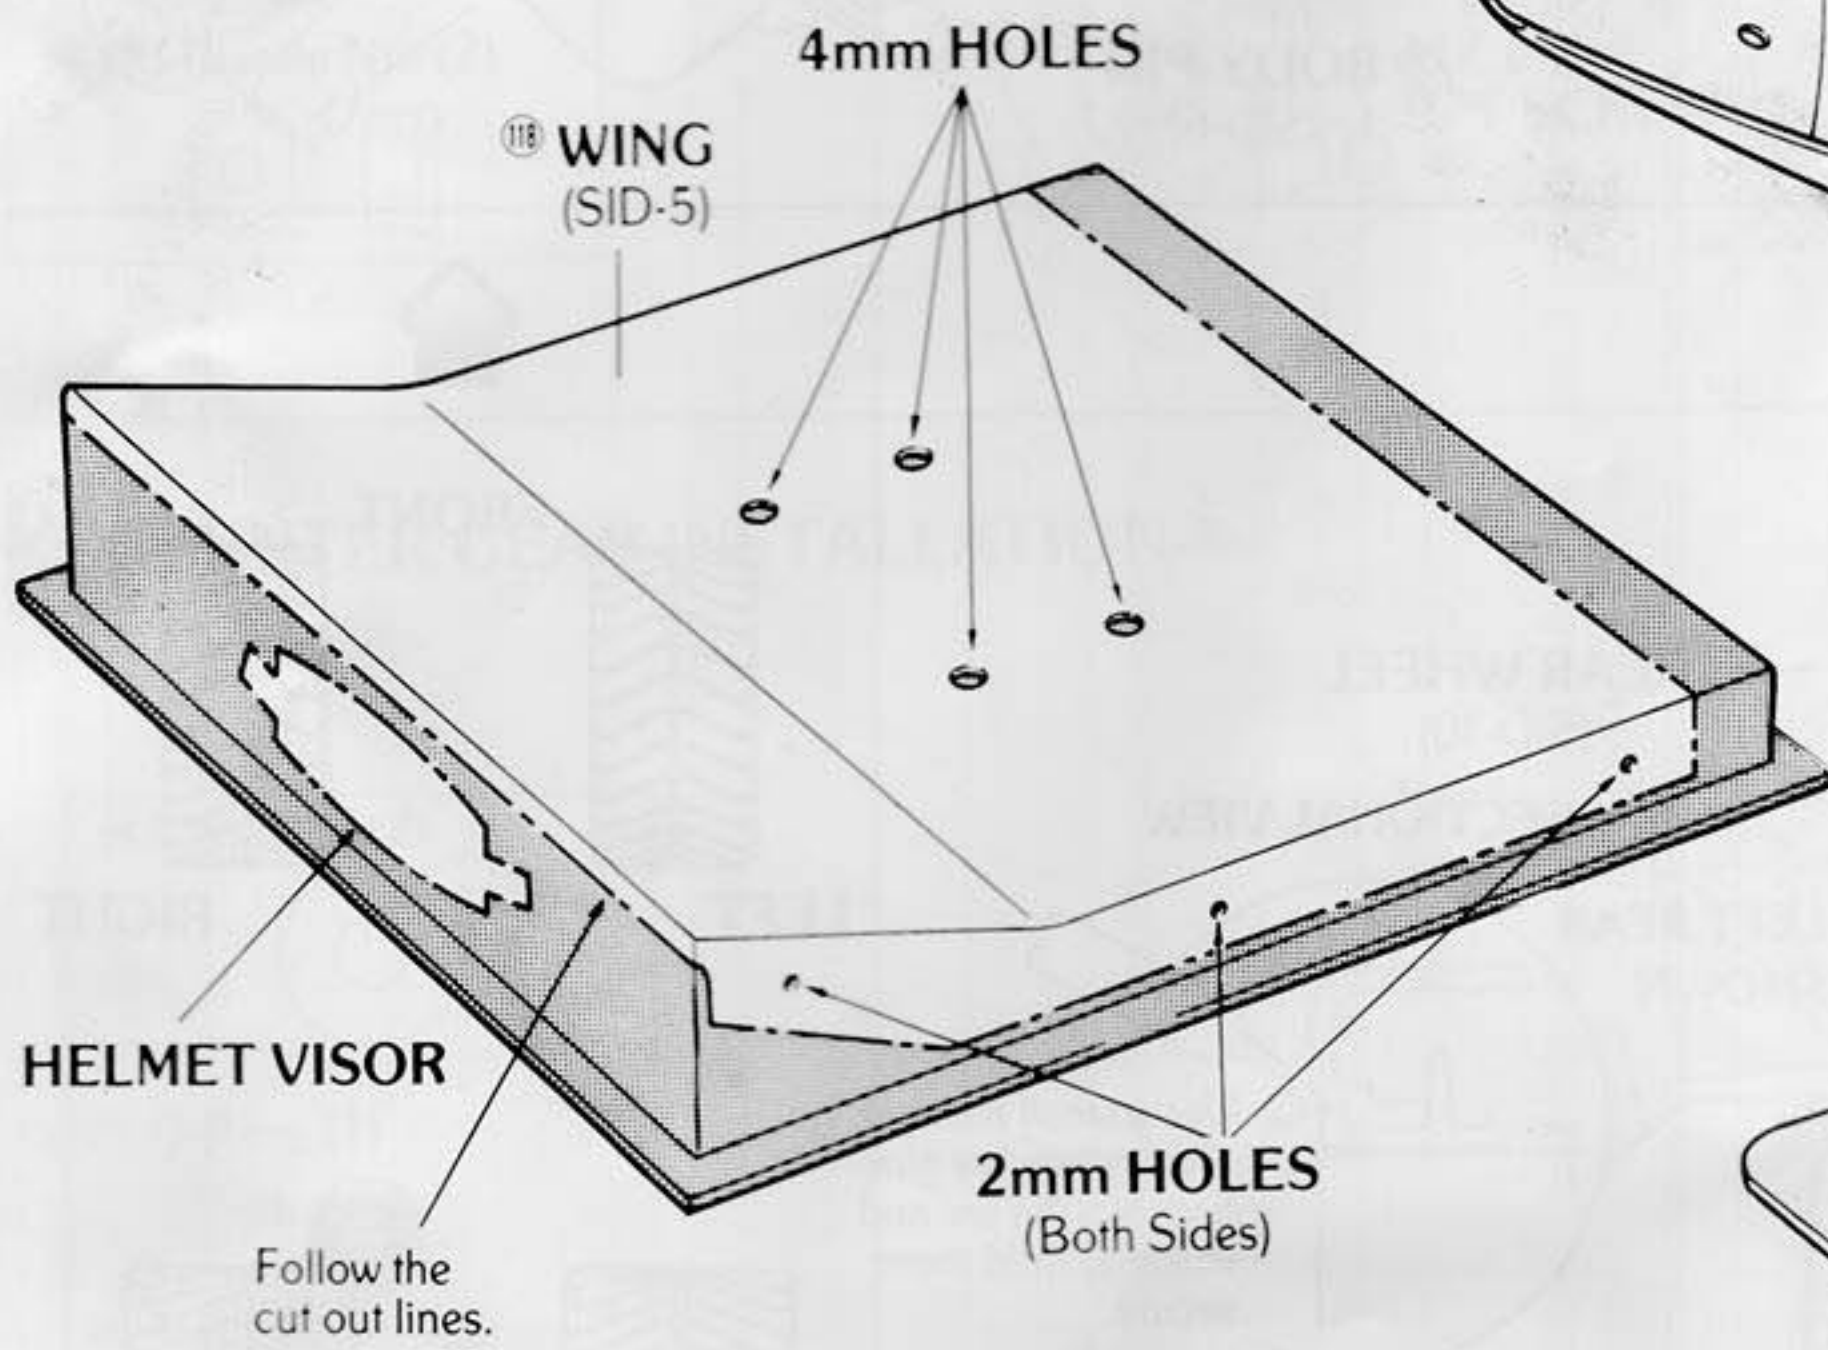 4mm HOLES
118 WING
(SID-5)
HELMET VISOR
Follow the
cut out lines.
2mm HOLES
(Both Sides)